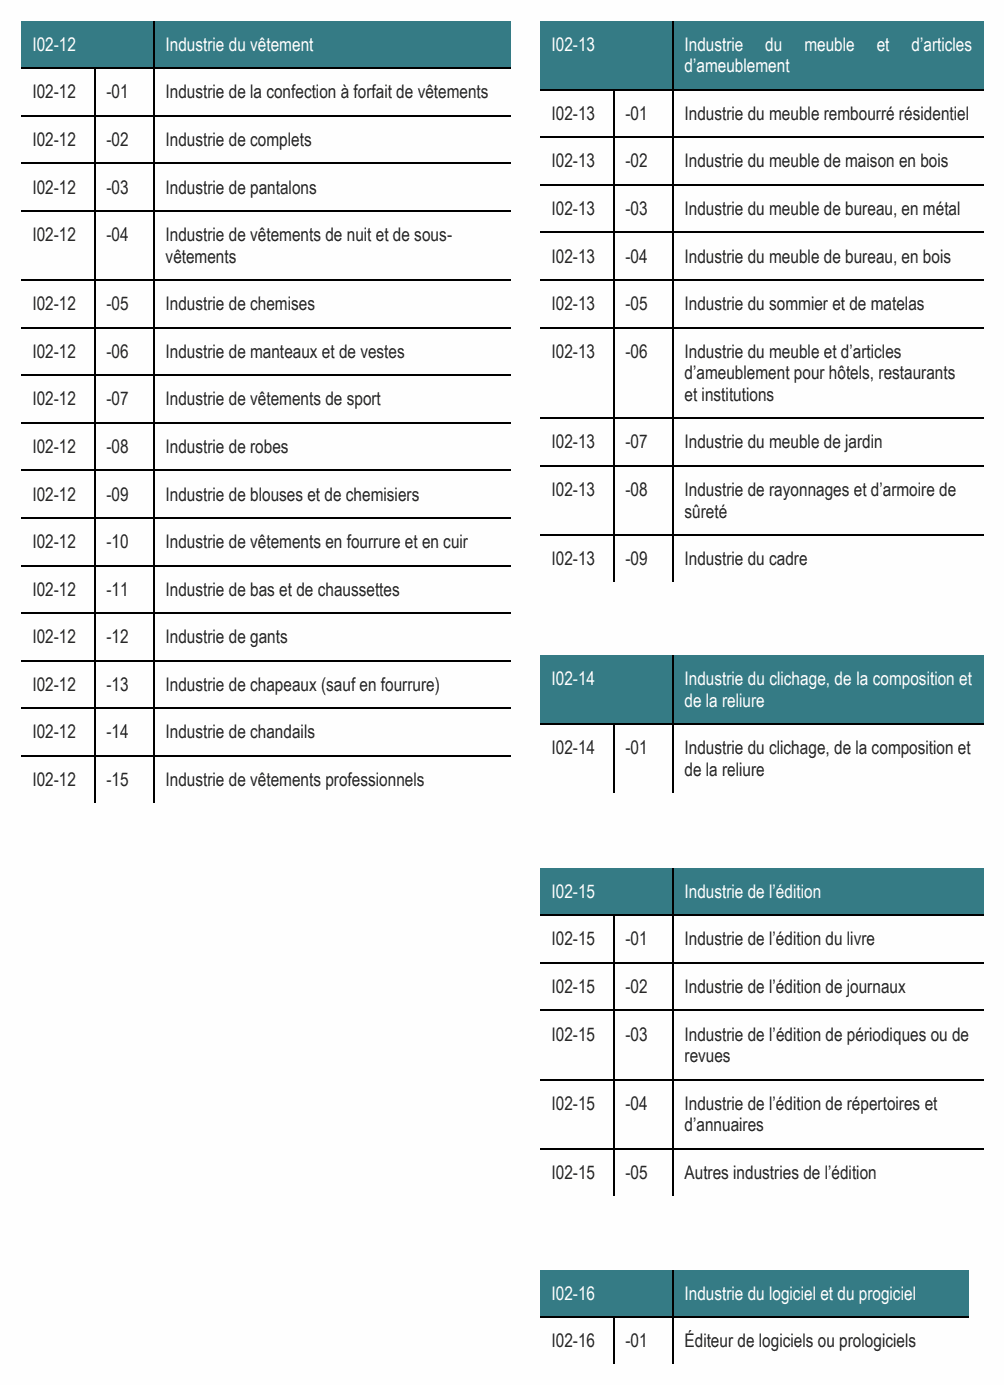 I02-12 Industrie du vêtement
I02-12 -01 Industrie de la confection à forfait de vêtements
I02-12 -02 Industrie de complets
I02-12 -03 Industrie de pantalons
I02-12 -04 Industrie de vêtements de nuit et de sous-
vêtements
I02-12 -05 Industrie de chemises
I02-12 -06 Industrie de manteaux et de vestes
I02-12 -07 Industrie de vêtements de sport
I02-12 -08 Industrie de robes
I02-12 -09 Industrie de blouses et de chemisiers
I02-12 -10 Industrie de vêtements en fourrure et en cuir
I02-12 -11 Industrie de bas et de chaussettes
I02-12 -12 Industrie de gants
I02-12 -13 Industrie de chapeaux (sauf en fourrure)
I02-12 -14 Industrie de chandails
I02-12 -15 Industrie de vêtements professionnels
I02-13 Industrie du meuble et d’articles
d’ameublement
I02-13 -01 Industrie du meuble rembourré résidentiel
I02-13 -02 Industrie du meuble de maison en bois
I02-13 -03 Industrie du meuble de bureau, en métal
I02-13 -04 Industrie du meuble de bureau, en bois
I02-13 -05 Industrie du sommier et de matelas
I02-13 -06 Industrie du meuble et d’articles
d’ameublement pour hôtels, restaurants
et institutions
I02-13 -07 Industrie du meuble de jardin
I02-13 -08 Industrie de rayonnages et d’armoire de
sûreté
I02-13 -09 Industrie du cadre
I02-14 Industrie du clichage, de la composition et
de la reliure
I02-14 -01 Industrie du clichage, de la composition et
de la reliure
I02-15 Industrie de l’édition
I02-15 -01 Industrie de l’édition du livre
I02-15 -02 Industrie de l’édition de journaux
I02-15 -03 Industrie de l’édition de périodiques ou de
revues
I02-15 -04 Industrie de l’édition de répertoires et
d’annuaires
I02-15 -05 Autres industries de l’édition
I02-16 Industrie du logiciel et du progiciel
I02-16 -01 Éditeur de logiciels ou prologiciels